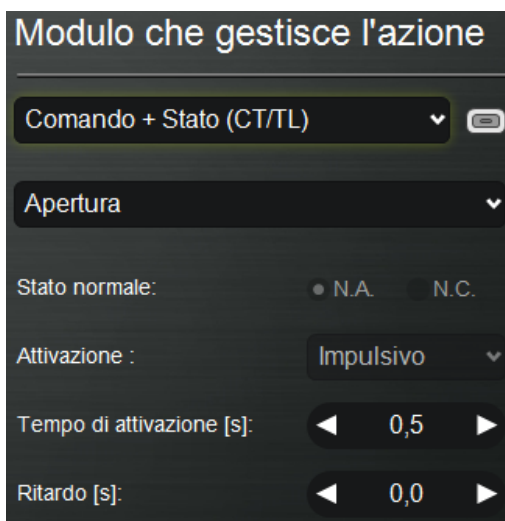 Modulo che gestisce l'azione
Comando + Stato (CT/TL)
Apertura
Stato normale: N.A. N.C.
Attivazione : Impulsivo
Tempo di attivazione [s]: 0,5
Ritardo [s]: 0,0